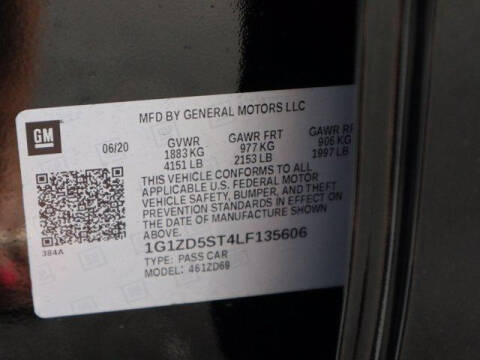 GM
MFD BY GENERAL MOTORS LLC
06/20 GVWR GAWR FRT GAWR
1883 KG 977 KG 906 KG
4151 LB 2153 LB 1997 LB
THIS VEHICLE CONFORMS TO ALL
APPLICABLE U.S. FEDERAL MOTOR
VEHICLE SAFETY, BUMPER, AND THEFT
PREVENTION STANDARDS IN EFFECT ON
THE DATE OF MANUFACTURE SHOWN
ABOVE.
1G1ZD5ST4LF135606
384A
TYPE: PASS CAR
MODEL: 461ZD69